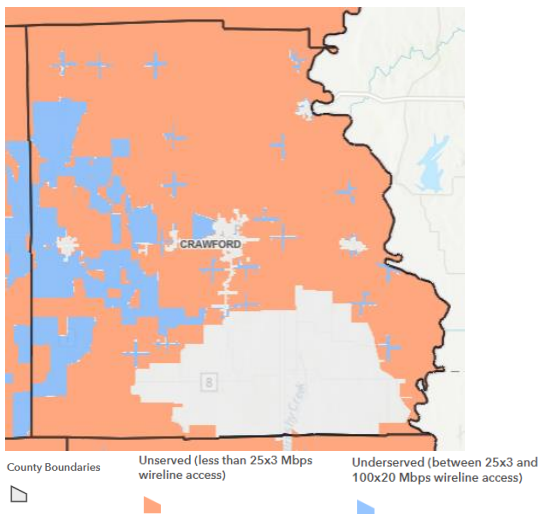 CRAWFORD
8
County Boundaries
Unserved (less than 25x3 Mbps
wireline access)
Underserved (between 25x3 and
100x20 Mbps wireline access)